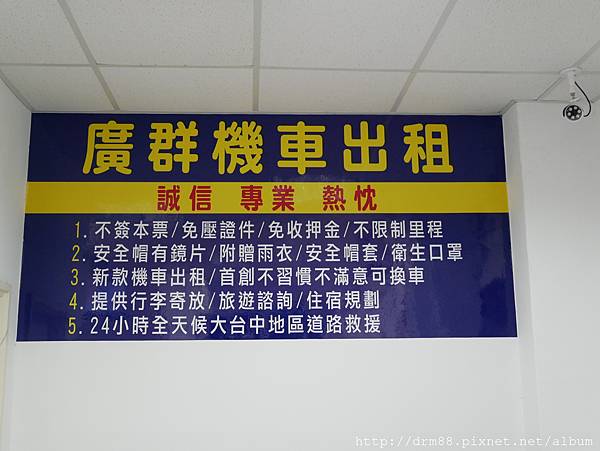 廣群機車出租
誠信 專業 熱忱
1. 不簽本票/免壓證件/免收押金/不限制里程
2. 安全帽有鏡片/附贈雨衣/安全帽套/衛生口罩
3. 新款機車出租/首創不習慣不滿意可換車
4. 提供行李寄放/旅遊諮詢/住宿規劃
5. 24小時全天候大台中地區道路救援
http://drm88.pixnet.net/album